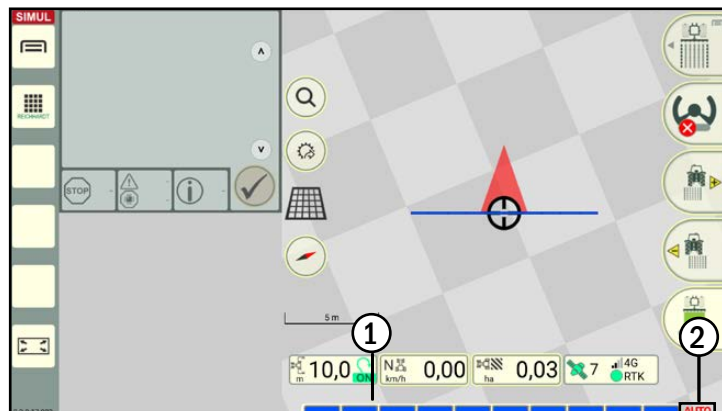 SIMUL
REICHHARDT
STOP
5 m
1
2
m 10,0 ON
N km/h 0,00
ha 0,03
7 4G RTK
AUTO